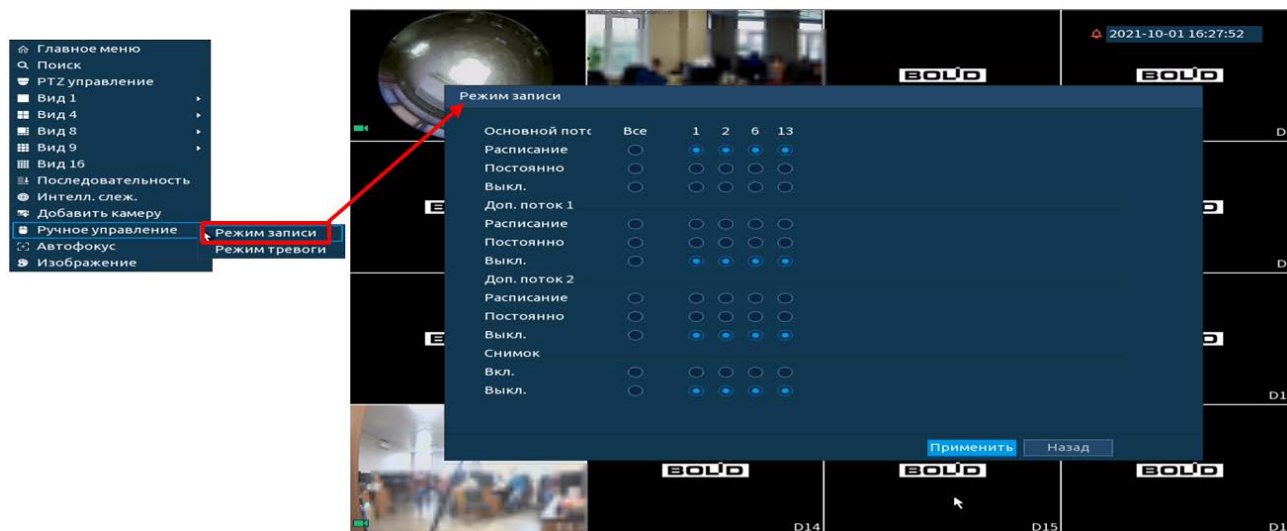 Главное меню
Поиск
PTZ управление
Вид 1
Вид 4
Вид 8
Вид 9
Вид 16
Последовательность
Интелл. слеж.
Добавить камеру
Ручное управление
Автофокус
Изображение
Режим записи
Режим тревоги
2021-10-01 16:27:52
BOLID
BOLID
Режим записи
Основной пото Все 1 2 6 13
Расписание
Постоянно
Выкл.
Доп. поток 1
Расписание
Постоянно
Выкл.
Доп. поток 2
Расписание
Постоянно
Выкл.
Снимок
Вкл.
Выкл.
Применить Назад
BOLID
BOLID
BOLID
D14
D15